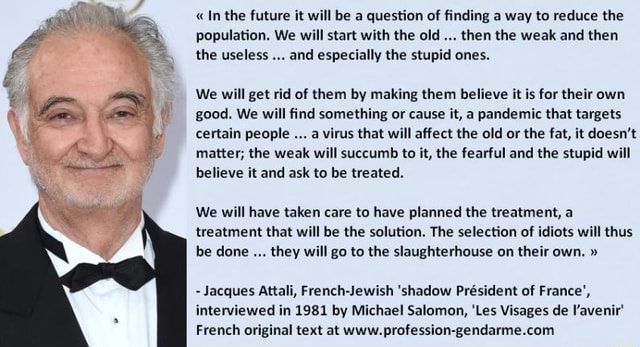 « In the future it will be a question of finding a way to reduce the
population. We will start with the old ... then the weak and then
the useless ... and especially the stupid ones.
We will get rid of them by making them believe it is for their own
good. We will find something or cause it, a pandemic that targets
certain people ... a virus that will affect the old or the fat, it doesn't
matter; the weak will succumb to it, the fearful and the stupid will
believe it and ask to be treated.
We will have taken care to have planned the treatment, a
treatment that will be the solution. The selection of idiots will thus
be done ... they will go to the slaughterhouse on their own. »
- Jacques Attali, French-Jewish 'shadow Président of France',
interviewed in 1981 by Michael Salomon, 'Les Visages de l'avenir'
French original text at www.profession-gendarme.com